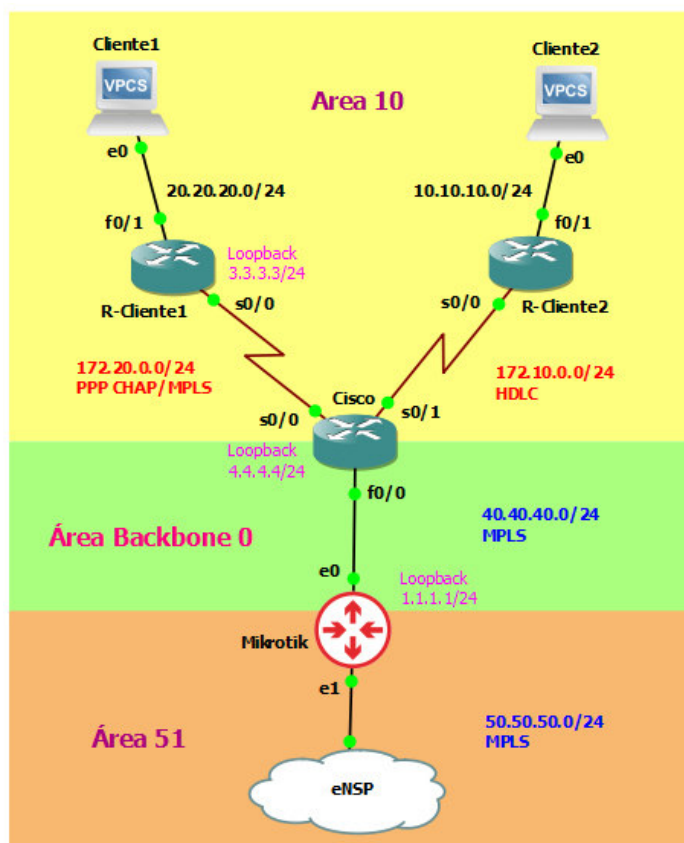 Cliente1
Cliente2
VPCS
VPCS
Area 10
e0
e0
20.20.20.0/24
10.10.10.0/24
f0/1
f0/1
Loopback
3.3.3.3/24
R-Cliente1
s0/0
s0/0
R-Cliente2
172.20.0.0/24
PPP CHAP/MPLS
172.10.0.0/24
HDLC
Cisco
s0/0
s0/1
Loopback
4.4.4.4/24
f0/0
40.40.40.0/24
MPLS
Área Backbone 0
e0
Loopback
1.1.1.1/24
Mikrotik
e1
50.50.50.0/24
MPLS
Área 51
eNSP